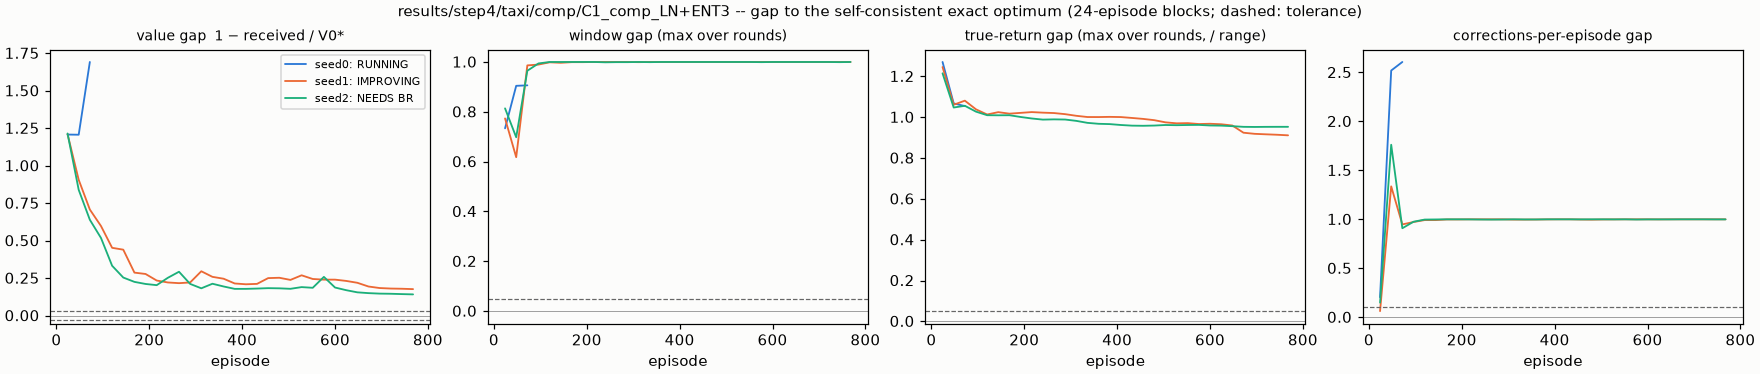 results/step4/taxi/comp/C1_comp_LN+ENT3 -- gap to the self-consistent exact optimum (24-episode blocks; dashed: tolerance)
value gap  1 − received / V0*
1.75
1.50
1.25
1.00
0.75
0.50
0.25
0.00
seed0: RUNNING
seed1: IMPROVING
seed2: NEEDS BR
0 200 400 600 800
episode
window gap (max over rounds)
1.0
0.8
0.6
0.4
0.2
0.0
0 200 400 600 800
episode
true-return gap (max over rounds, / range)
1.2
1.0
0.8
0.6
0.4
0.2
0.0
0 200 400 600 800
episode
corrections-per-episode gap
2.5
2.0
1.5
1.0
0.5
0.0
0 200 400 600 800
episode